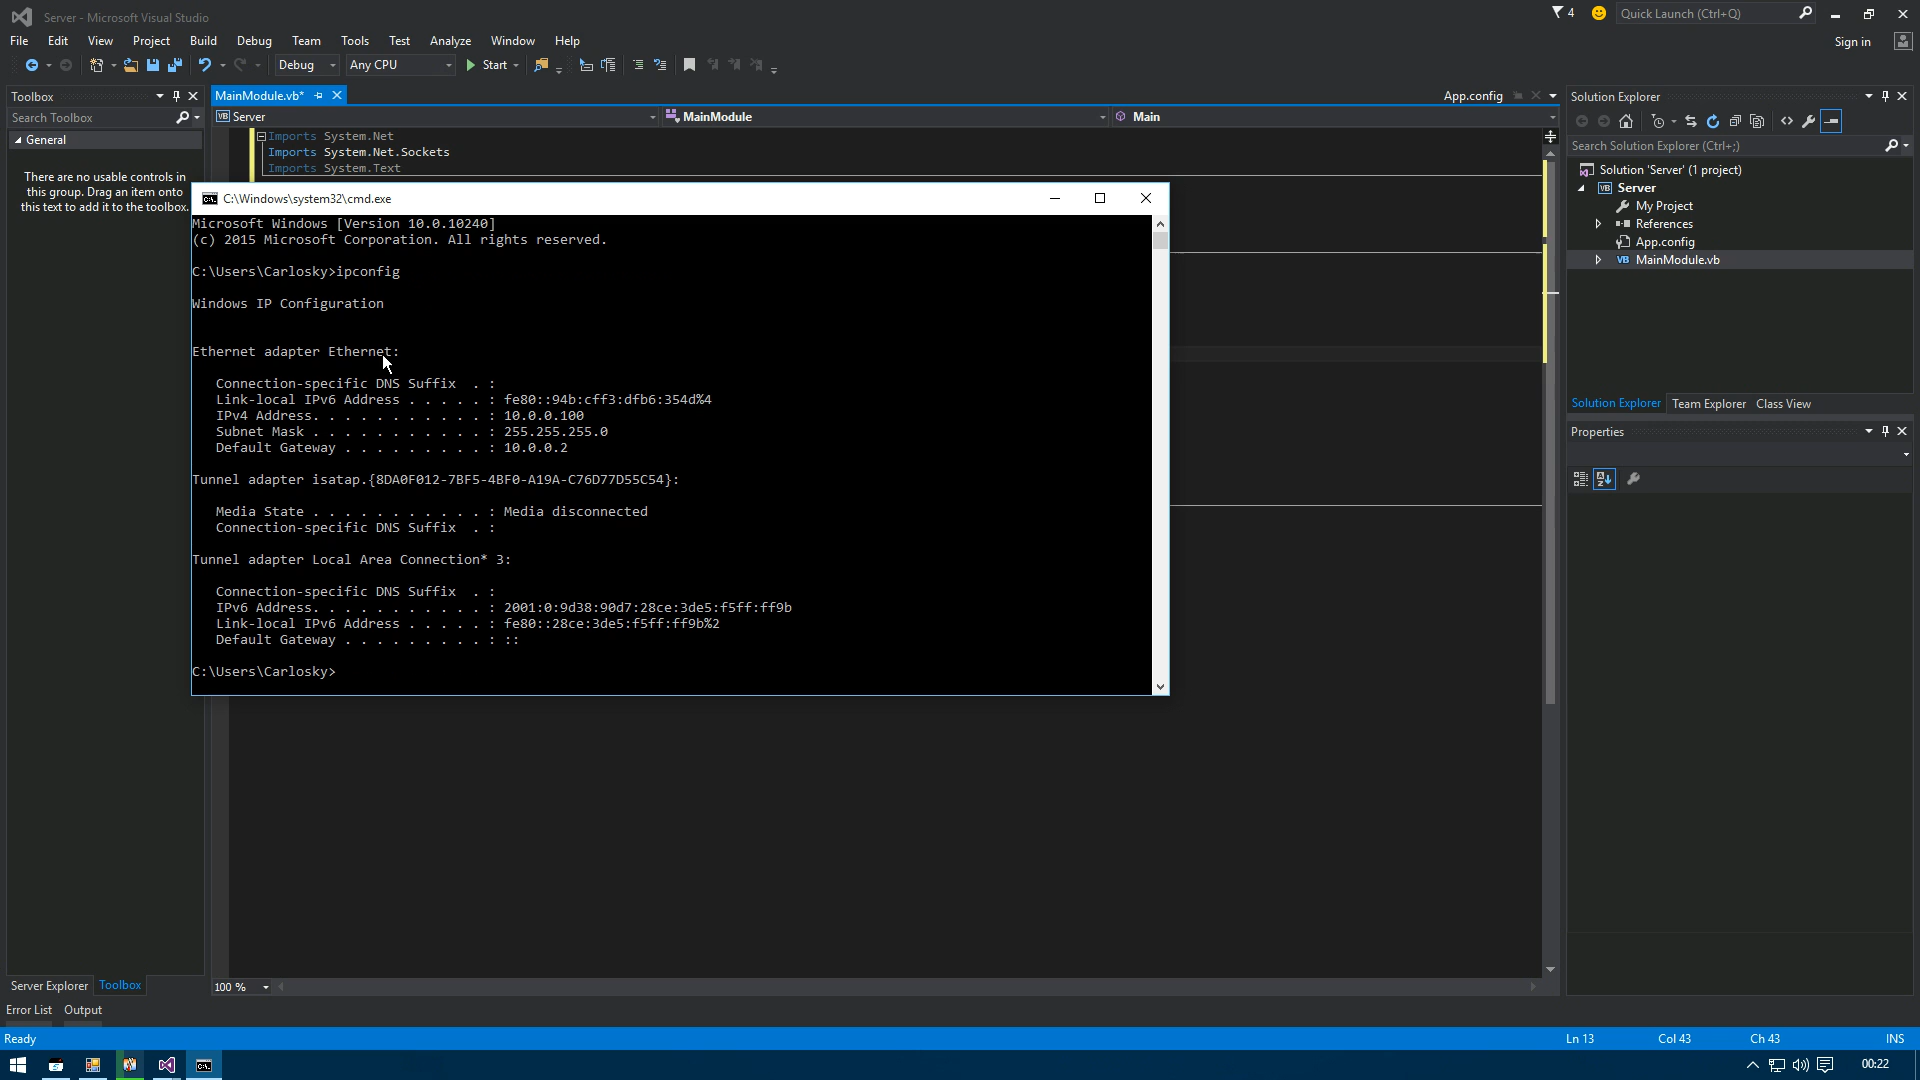 Server - Microsoft Visual Studio
4
Quick Launch (Ctrl+Q)
File Edit View Project Build Debug Team Tools Test Analyze Window Help
Sign in
Debug Any CPU Start
Toolbox
Search Toolbox
General
There are no usable controls in
this group. Drag an item onto
this text to add it to the toolbox.
MainModule.vb*
App.config
VB Server MainModule Main
Imports System.Net
Imports System.Net.Sockets
Imports System.Text
C:\Windows\system32\cmd.exe
Microsoft Windows [Version 10.0.10240]
(c) 2015 Microsoft Corporation. All rights reserved.
C:\Users\Carlosky>ipconfig
Windows IP Configuration
Ethernet adapter Ethernet:
Connection-specific DNS Suffix . :
Link-local IPv6 Address . . . . . : fe80::94b:cff3:dfb6:354d%4
IPv4 Address. . . . . . . . . . . : 10.0.0.100
Subnet Mask . . . . . . . . . . . : 255.255.255.0
Default Gateway . . . . . . . . . : 10.0.0.2
Tunnel adapter isatap.{8DA0F012-7BF5-4BF0-A19A-C76D77D55C54}:
Media State . . . . . . . . . . . : Media disconnected
Connection-specific DNS Suffix . :
Tunnel adapter Local Area Connection* 3:
Connection-specific DNS Suffix . :
IPv6 Address. . . . . . . . . . . : 2001:0:9d38:90d7:28ce:3de5:f5ff:ff9b
Link-local IPv6 Address . . . . . : fe80::28ce:3de5:f5ff:ff9b%2
Default Gateway . . . . . . . . . : ::
C:\Users\Carlosky>
Solution Explorer
Search Solution Explorer (Ctrl+;)
Solution 'Server' (1 project)
VB Server
My Project
References
App.config
VB MainModule.vb
Solution Explorer Team Explorer Class View
Properties
Server Explorer Toolbox
100 %
Error List Output
Ready
Ln 13 Col 43 Ch 43 INS
00:22